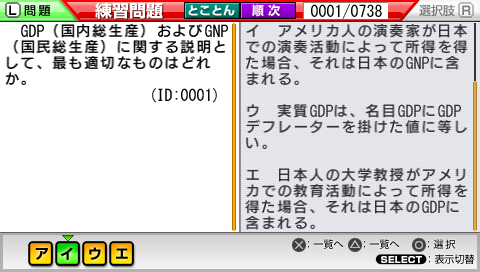 L 問題 練習問題 とことん 順次 0001/0738 選択肢 R
GDP（国内総生産）およびGNP
（国民総生産）に関する説明と
して、最も適切なものはどれ
か。
(ID:0001)
イ　アメリカ人の演奏家が日本
での演奏活動によって所得を得
た場合、それは日本のGNPに含
まれる。
ウ　実質GDPは、名目GDPにGDP
デフレーターを掛けた値に等し
い。
エ　日本人の大学教授がアメリ
カでの教育活動によって所得を
得た場合、それは日本のGDPに
含まれる。
ア イ ウ エ
×：一覧へ △：一覧へ ○：選択
SELECT：表示切替